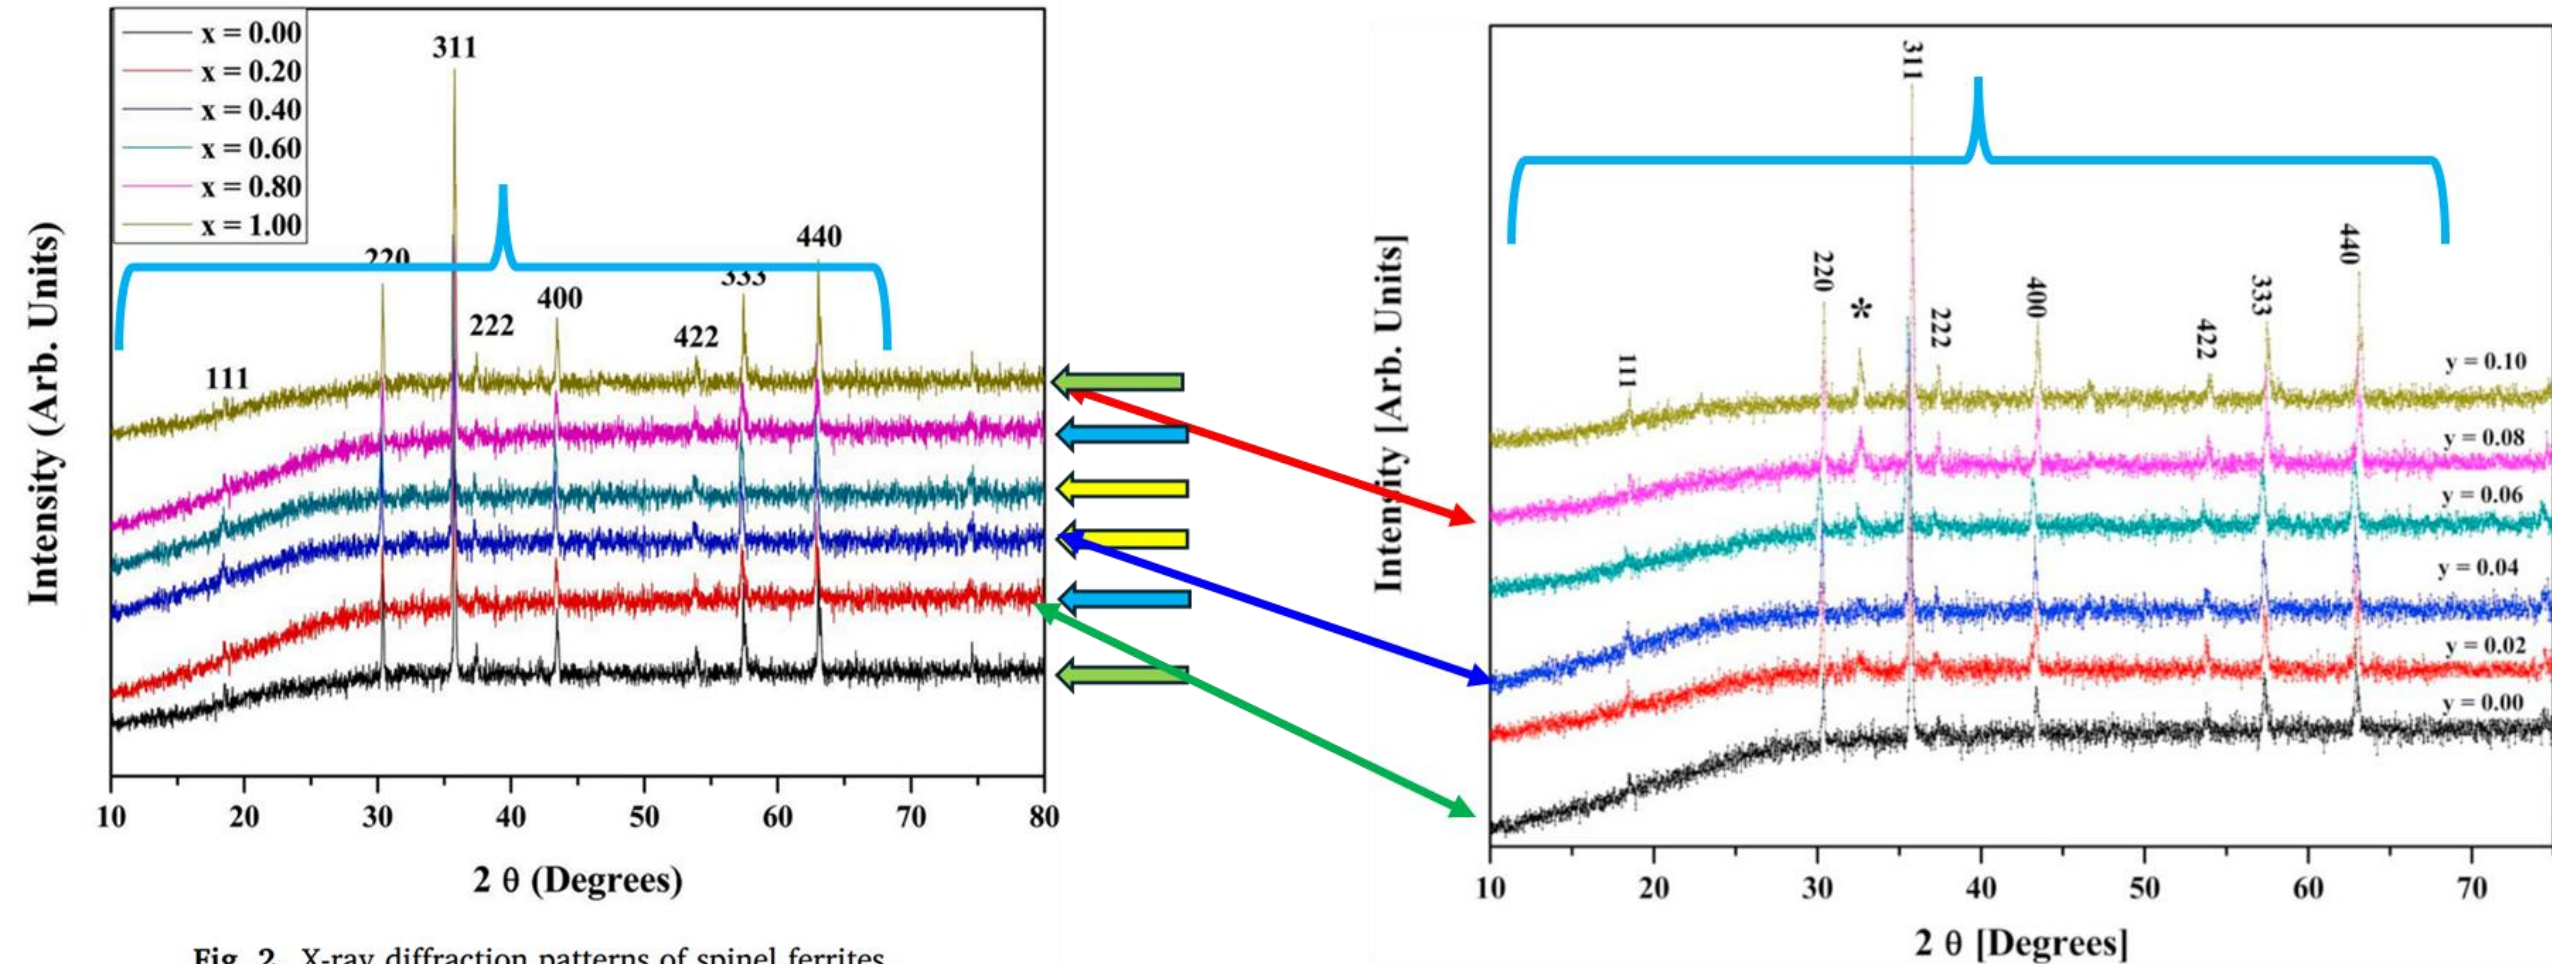 x = 0.00
x = 0.20
x = 0.40
x = 0.60
x = 0.80
x = 1.00
311
220
440
333
400
222
422
111
Intensity (Arb. Units)
10 20 30 40 50 60 70 80
2 θ (Degrees)
Fig. 2. X-ray diffraction patterns of spinel ferrites
311
220
*
440
333
400
222
422
111
y = 0.10
y = 0.08
y = 0.06
y = 0.04
y = 0.02
y = 0.00
Intensity [Arb. Units]
10 20 30 40 50 60 70
2 θ [Degrees]